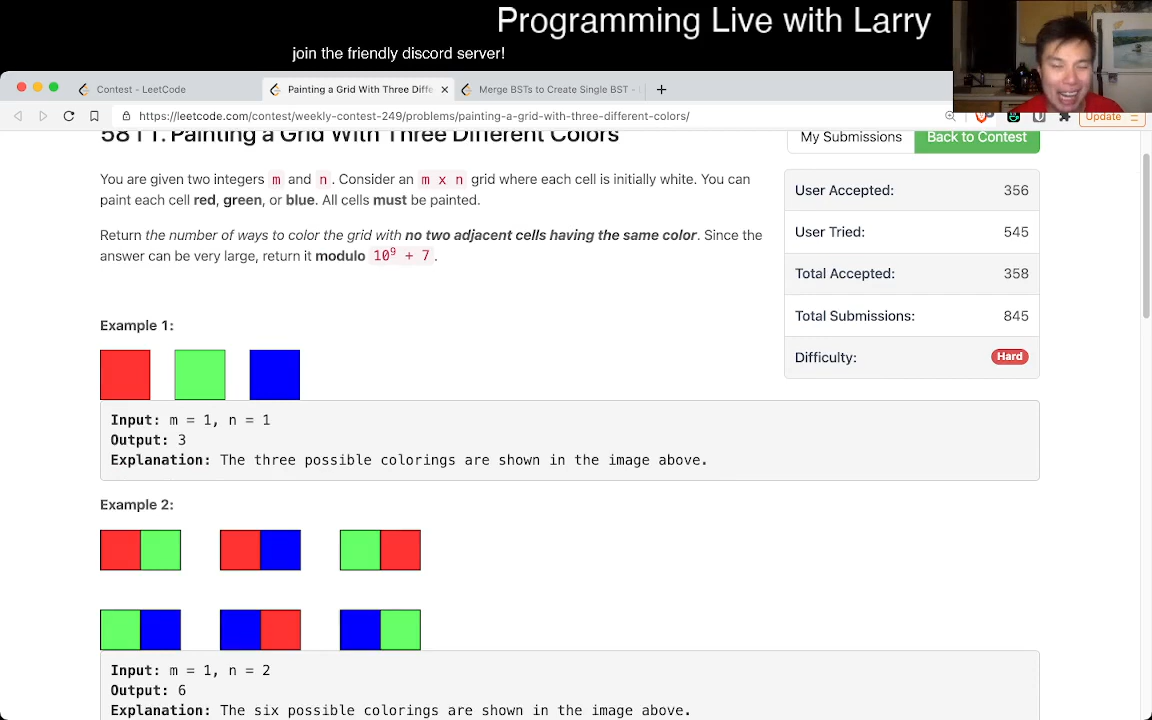 Programming Live with Larry
join the friendly discord server!
Contest - LeetCode
Painting a Grid With Three Diffe
Merge BSTs to Create Single BST -
https://leetcode.com/contest/weekly-contest-249/problems/painting-a-grid-with-three-different-colors/
Update
5811. Painting a Grid With Three Different Colors
My Submissions
Back to Contest
You are given two integers m and n. Consider an m x n grid where each cell is initially white. You can
paint each cell red, green, or blue. All cells must be painted.
Return the number of ways to color the grid with no two adjacent cells having the same color. Since the
answer can be very large, return it modulo 10⁹ + 7.
User Accepted: 356
User Tried: 545
Total Accepted: 358
Total Submissions: 845
Difficulty: Hard
Example 1:
Input: m = 1, n = 1
Output: 3
Explanation: The three possible colorings are shown in the image above.
Example 2:
Input: m = 1, n = 2
Output: 6
Explanation: The six possible colorings are shown in the image above.